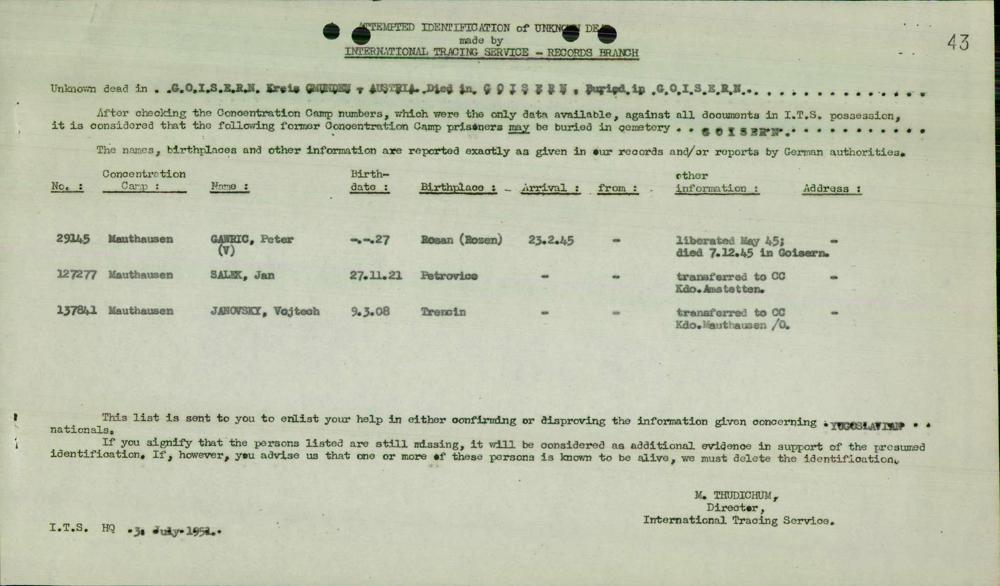 ATTEMPTED IDENTIFICATION of UNKNOWN DEAD
made by
INTERNATIONAL TRACING SERVICE - RECORDS BRANCH
43
Unknown dead in . .G.O.I.S.E.R.N. Kreis GMUNDEN - AUSTRIA. Died in G O I S E R N . Buried in .G.O.I.S.E.R.N..
After checking the Concentration Camp numbers, which were the only data available, against all documents in I.T.S. possession,
it is considered that the following former Concentration Camp prisoners may be buried in cemetery . . GOISERN. . . . . . . . . . . .
The names, birthplaces and other information are reported exactly as given in our records and/or reports by German authorities.
No. : Concentration Camp : Name : Birth-date : Birthplace : - Arrival : from : other information : Address :
29145 Mauthausen GAWRIC, Peter -.-.27 Rosan (Rosen) 23.2.45 - liberated May 45; -
(V) died 7.12.45 in Goisern.
127277 Mauthausen SALEK, Jan 27.11.21 Petrovice - - transferred to CC -
Kdo.Amstetten.
137841 Mauthausen JANOVSKY, Vojtech 9.3.08 Trencin - - transferred to CC -
Kdo.Mauthausen /O.
This list is sent to you to enlist your help in either confirming or disproving the information given concerning . YUGOSLAVIAN . .
nationals.
If you signify that the persons listed are still missing, it will be considered as additional evidence in support of the presumed
identification. If, however, you advise us that one or more of these persons is known to be alive, we must delete the identification.
M. THUDICHUM,
Director,
International Tracing Service.
I.T.S. HQ .3. July.1951..